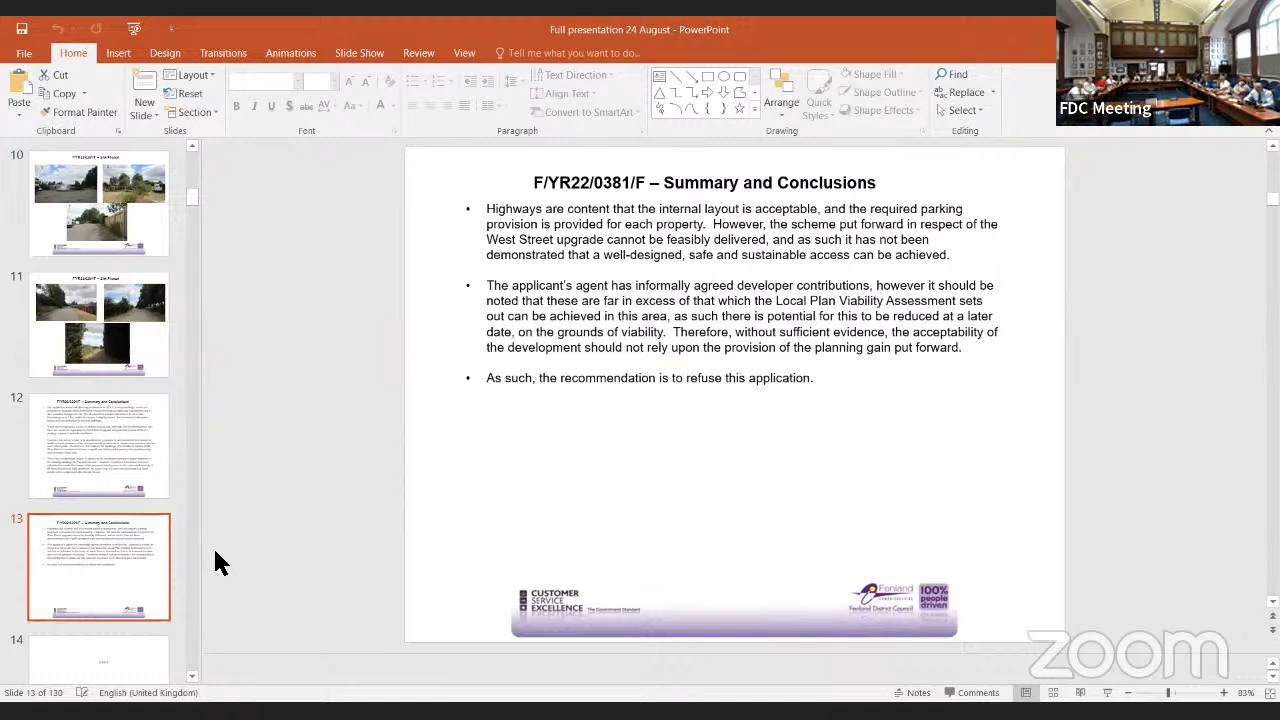 Full presentation 24 August - PowerPoint
File
Home
Insert
Design
Transitions
Animations
Slide Show
Review
View
Tell me what you want to do...
Paste
Cut
Copy
Format Painter
Clipboard
New
Slide
Layout
Reset
Section
Slides
Font
Text Direction
Align Text
Convert to SmartArt
Paragraph
Arrange
Quick
Styles
Shape Fill
Shape Outline
Shape Effects
Drawing
Find
Replace
Select
Editing
FDC Meeting
10
11
12
13
14
F/YR22/0381/F – Summary and Conclusions
• Highways are content that the internal layout is acceptable, and the required parking
provision is provided for each property. However, the scheme put forward in respect of the
West Street upgrade cannot be feasibly delivered, and as such it has not been
demonstrated that a well-designed, safe and sustainable access can be achieved.
• The applicant's agent has informally agreed developer contributions, however it should be
noted that these are far in excess of that which the Local Plan Viability Assessment sets
out can be achieved in this area, as such there is potential for this to be reduced at a later
date, on the grounds of viability. Therefore, without sufficient evidence, the acceptability of
the development should not rely upon the provision of the planning gain put forward.
• As such, the recommendation is to refuse this application.
CUSTOMER
SERVICE
EXCELLENCE
The Government Standard
Fenland
Fenland District Council
100%
people
driven
zoom
Slide 13 of 130
English (United Kingdom)
Notes
Comments
83%